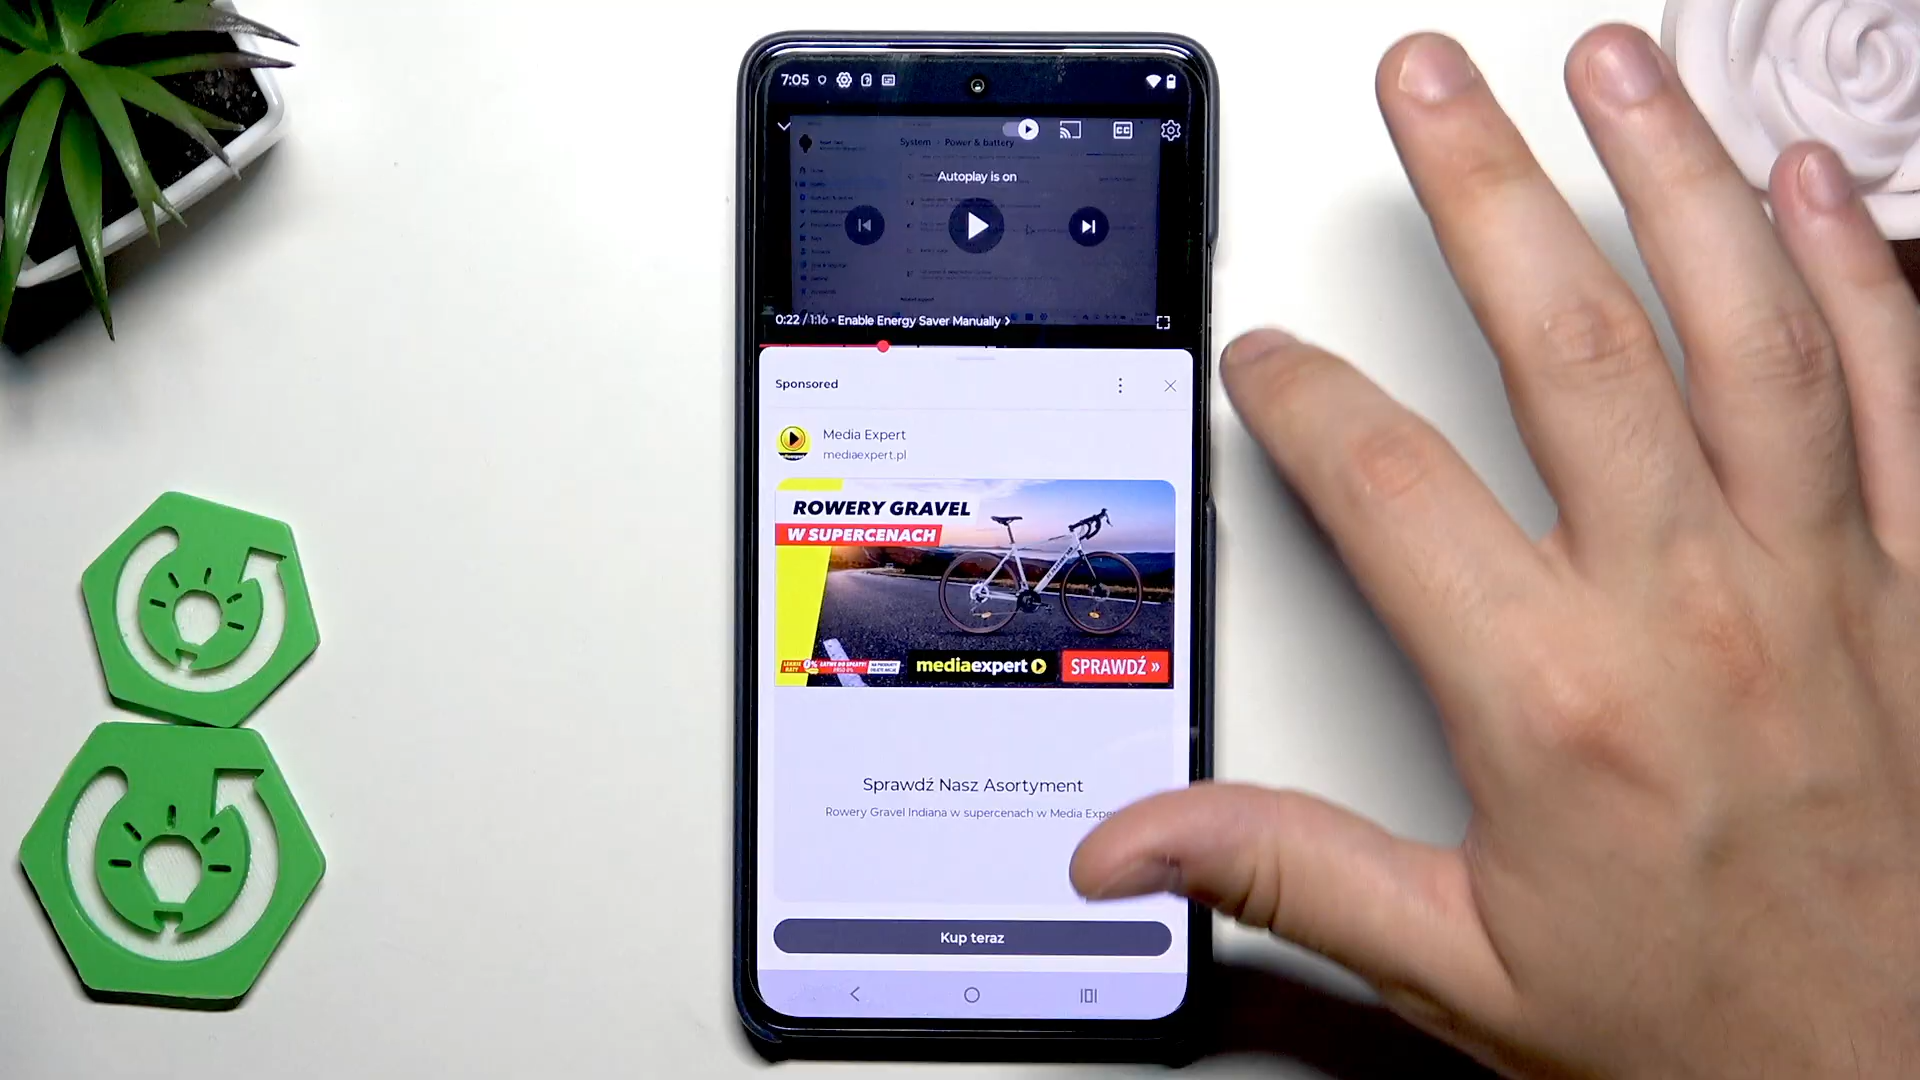 7:05
System › Power & battery
Autoplay is on
0:22 / 1:16 • Enable Energy Saver Manually ›
Sponsored
Media Expert
mediaexpert.pl
ROWERY GRAVEL
W SUPERCENACH
mediaexpert
SPRAWDŹ »
Sprawdź Nasz Asortyment
Rowery Gravel Indiana w supercenach w Media
Kup teraz